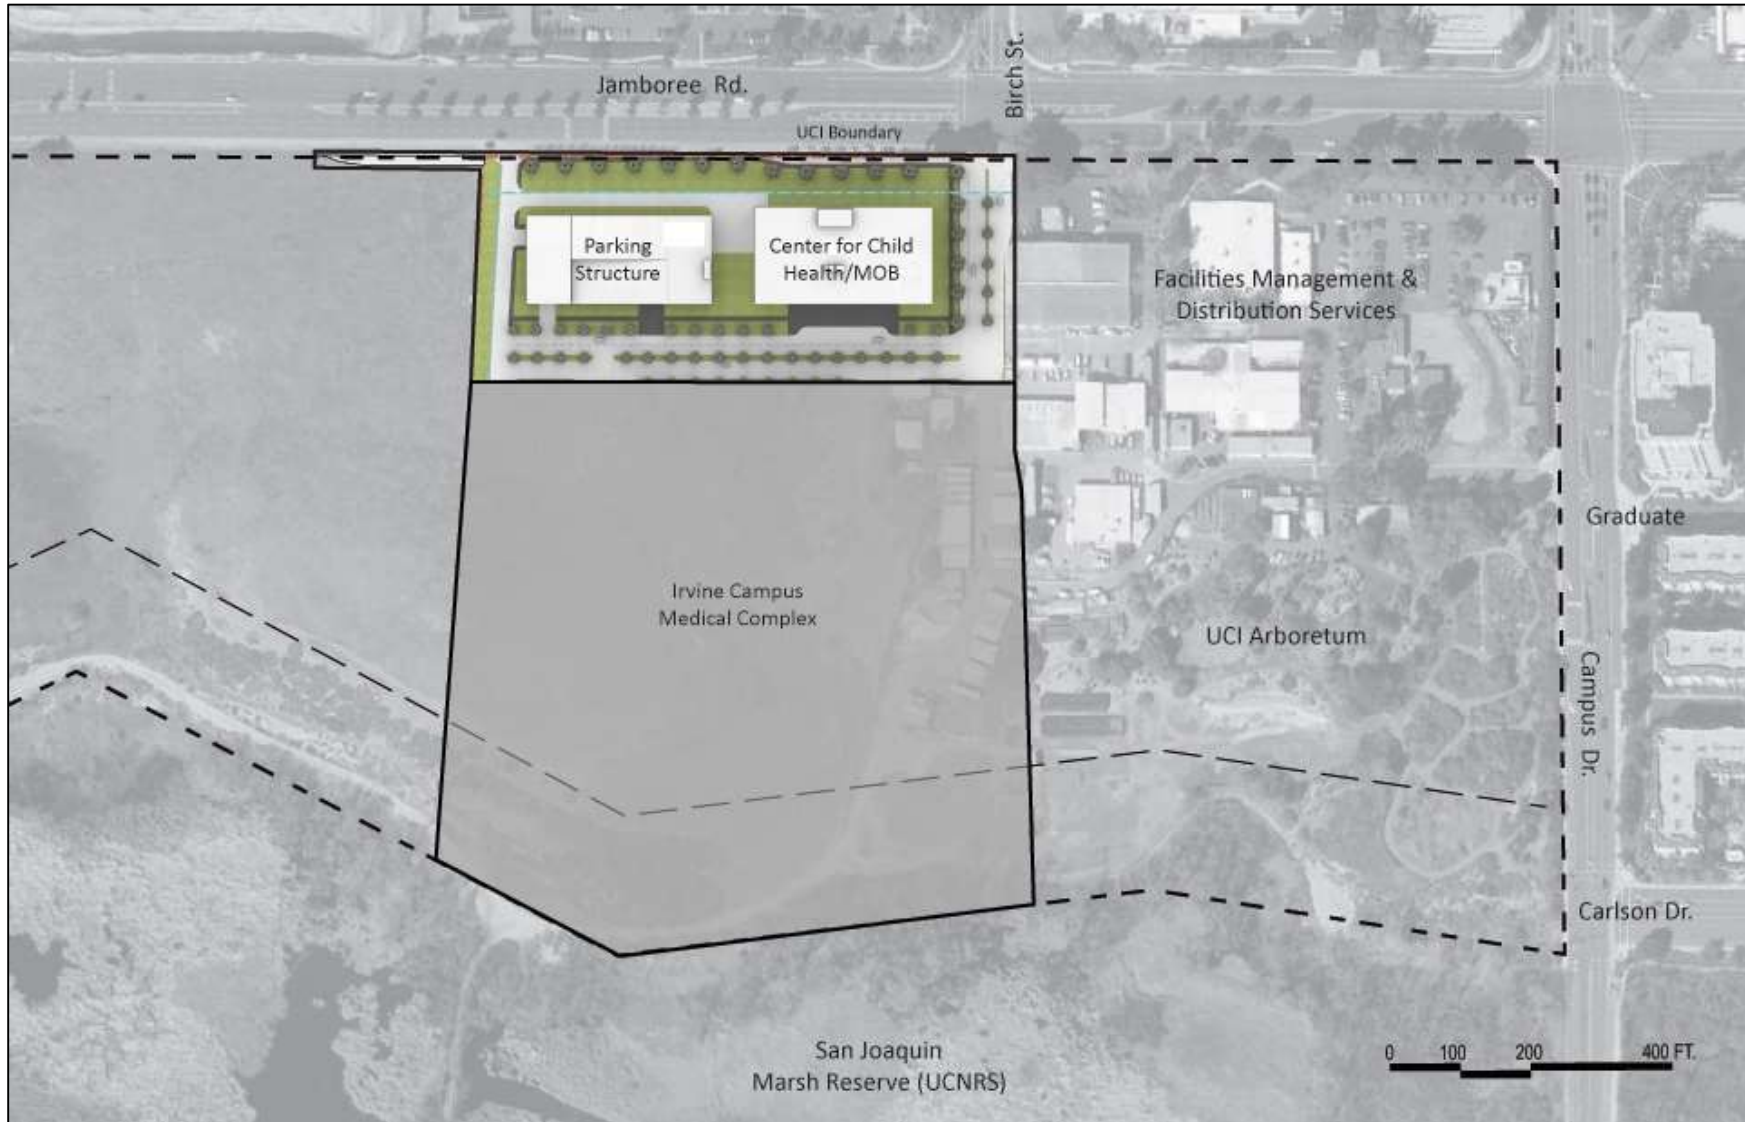 Jamboree Rd.
Birch St.
UCI Boundary
Parking
Structure
Center for Child
Health/MOB
Facilities Management &
Distribution Services
Graduate
Irvine Campus
Medical Complex
UCI Arboretum
Campus Dr.
Carlson Dr.
San Joaquin
Marsh Reserve (UCNRS)
0 100 200 400 FT.